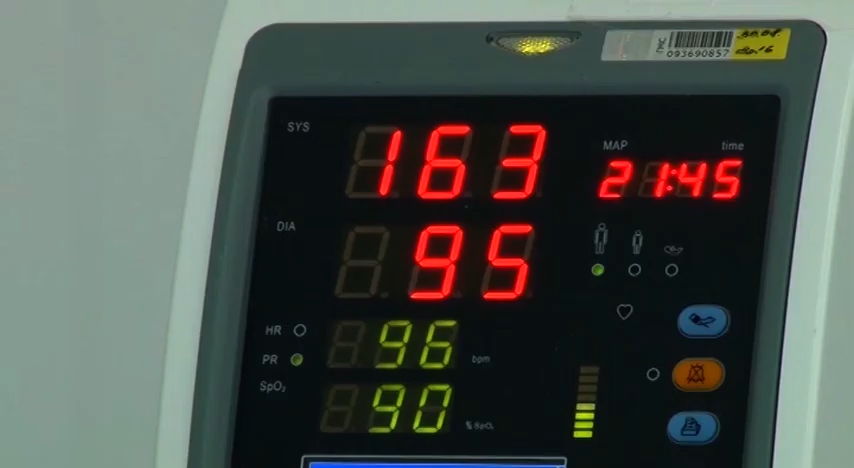 093690857
SYS 163
MAP time
21:45
DIA 95
HR
PR 96 bpm
SpO₂ 90 %SpO₂